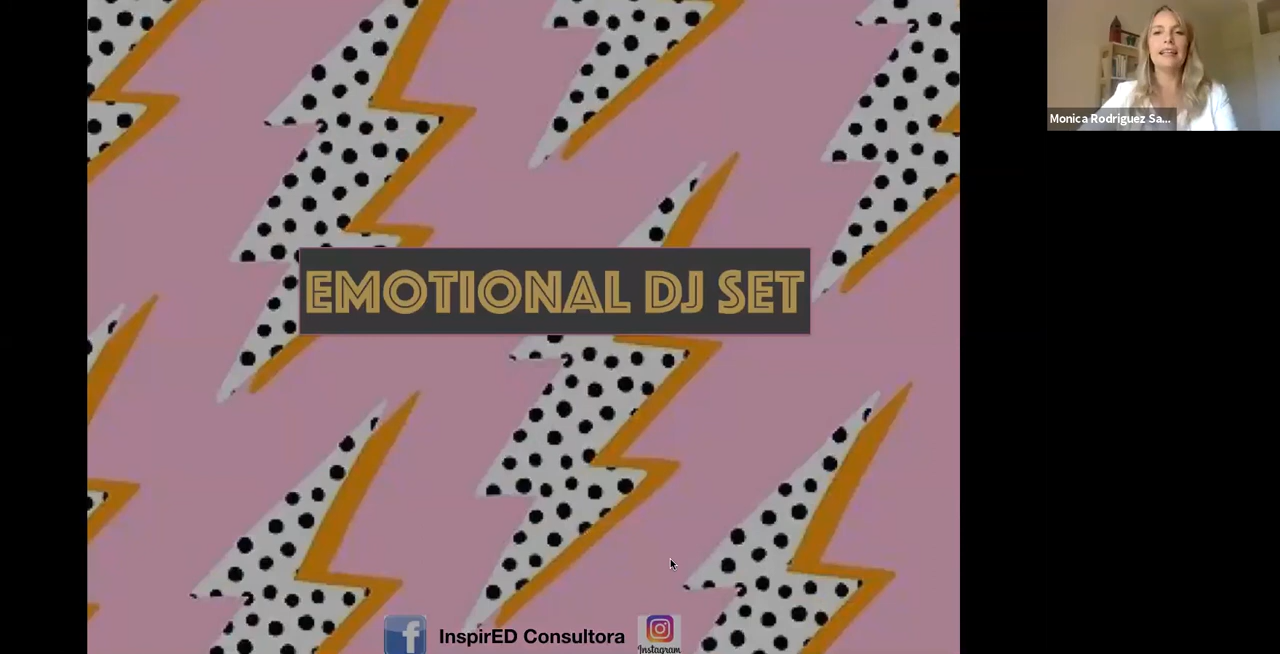 Monica Rodriguez Sa...
EMOTIONAL DJ SET
InspirED Consultora
Instagram